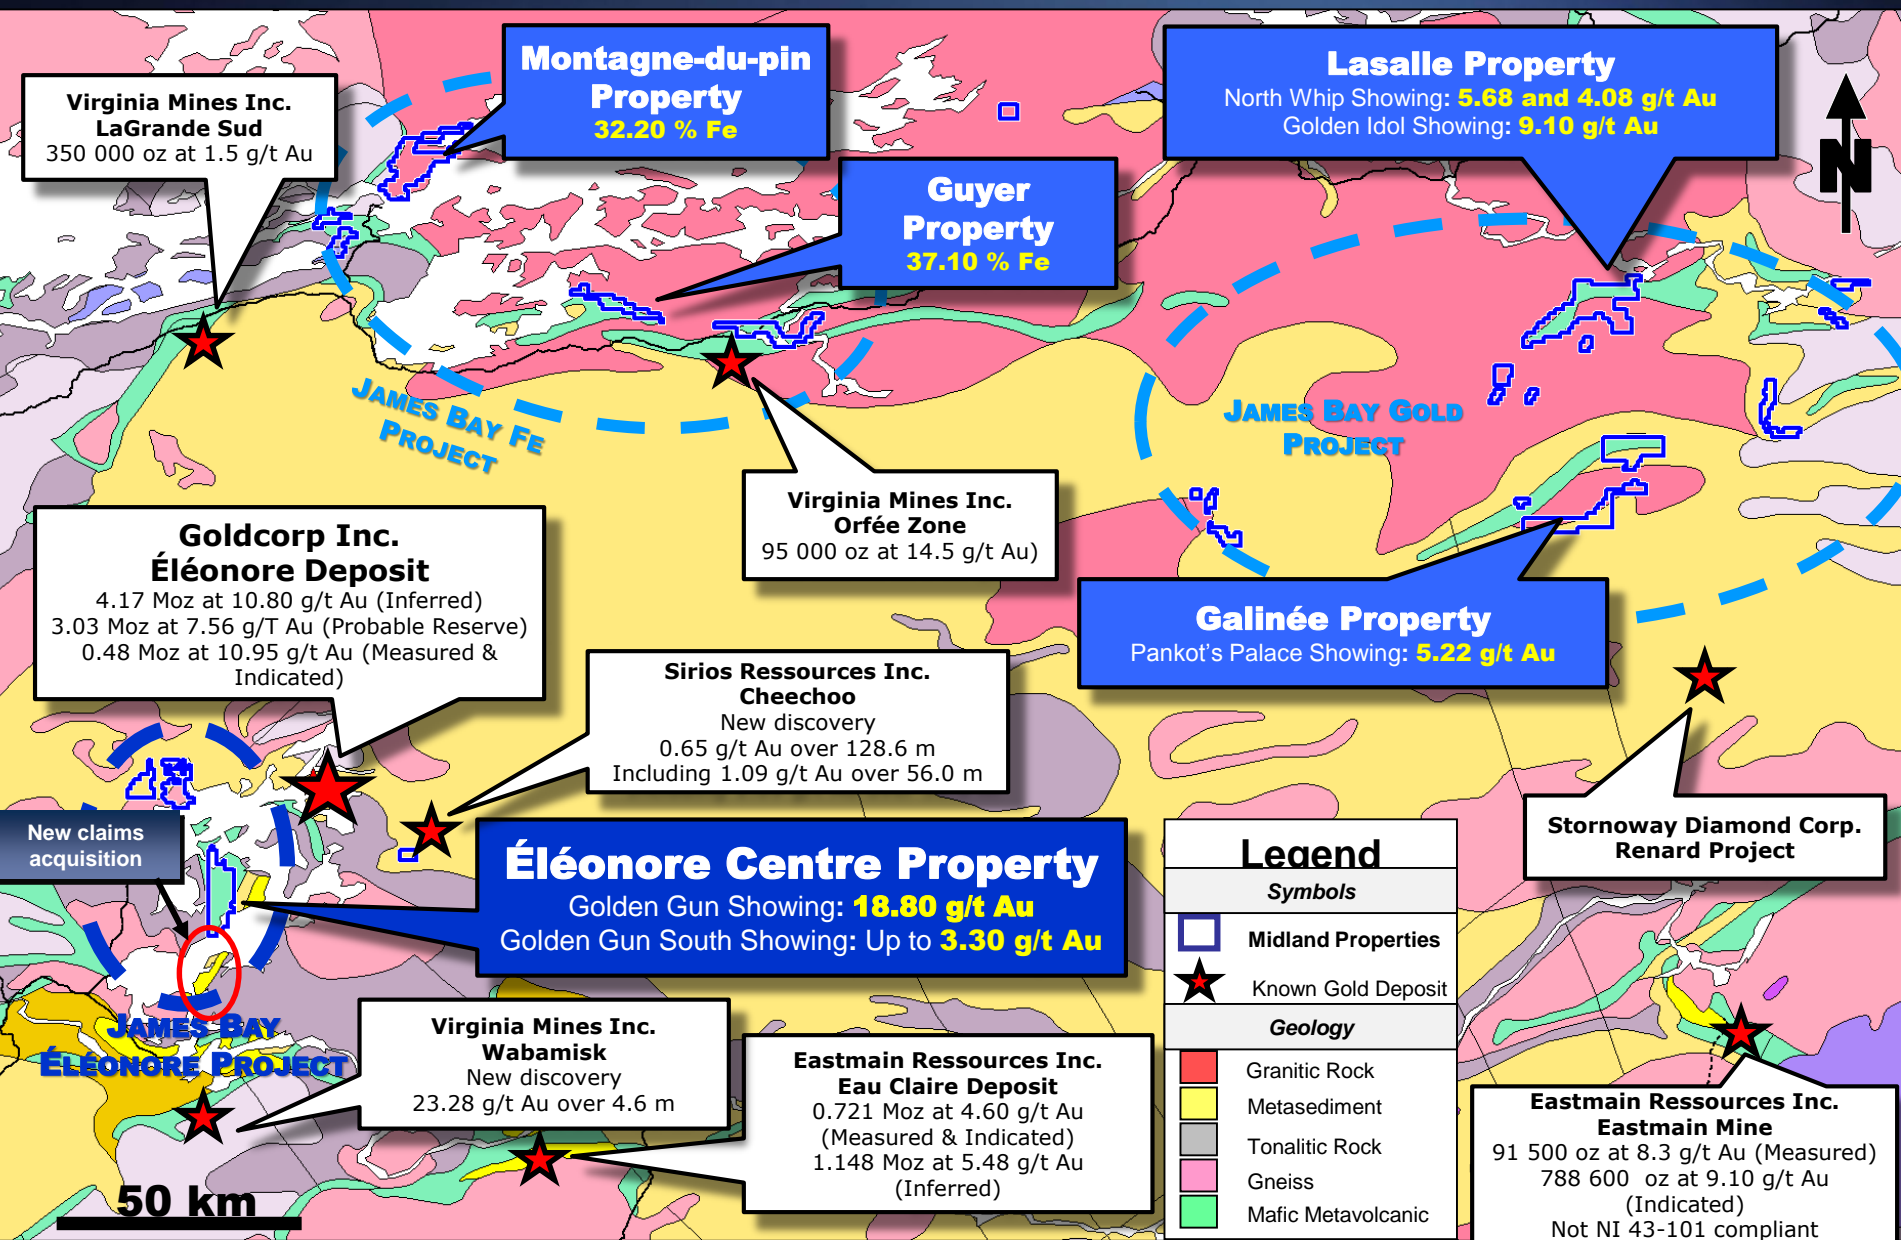 Montagne-du-pin
Property
32.20 % Fe
Lasalle Property
North Whip Showing: 5.68 and 4.08 g/t Au
Golden Idol Showing: 9.10 g/t Au
Virginia Mines Inc.
LaGrande Sud
350 000 oz at 1.5 g/t Au
N
Guyer
Property
37.10 % Fe
JAMES BAY FE
PROJECT
JAMES BAY GOLD
PROJECT
Virginia Mines Inc.
Orfée Zone
95 000 oz at 14.5 g/t Au)
Goldcorp Inc.
Éléonore Deposit
4.17 Moz at 10.80 g/t Au (Inferred)
3.03 Moz at 7.56 g/T Au (Probable Reserve)
0.48 Moz at 10.95 g/t Au (Measured &
Indicated)
Galinée Property
Pankot's Palace Showing: 5.22 g/t Au
Sirios Ressources Inc.
Cheechoo
New discovery
0.65 g/t Au over 128.6 m
Including 1.09 g/t Au over 56.0 m
Stornoway Diamond Corp.
Renard Project
New claims
acquisition
Éléonore Centre Property
Golden Gun Showing: 18.80 g/t Au
Golden Gun South Showing: Up to 3.30 g/t Au
JAMES BAY
ÉLÉONORE PROJECT
Virginia Mines Inc.
Wabamisk
New discovery
23.28 g/t Au over 4.6 m
Eastmain Ressources Inc.
Eau Claire Deposit
0.721 Moz at 4.60 g/t Au
(Measured & Indicated)
1.148 Moz at 5.48 g/t Au
(Inferred)
Legend
Symbols
Midland Properties
Known Gold Deposit
Geology
Granitic Rock
Metasediment
Tonalitic Rock
Gneiss
Mafic Metavolcanic
Eastmain Ressources Inc.
Eastmain Mine
91 500 oz at 8.3 g/t Au (Measured)
788 600 oz at 9.10 g/t Au
(Indicated)
Not NI 43-101 compliant
50 km